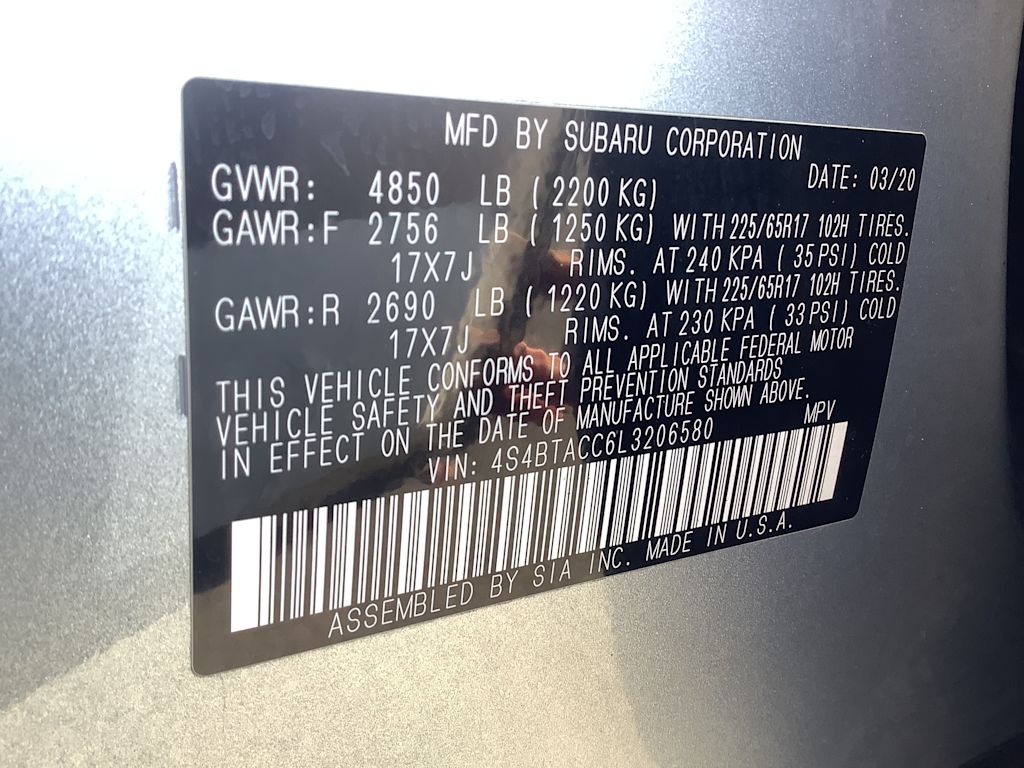 MFD BY SUBARU CORPORATION
DATE: 03/20
GVWR: 4850 LB ( 2200 KG)
GAWR:F 2756 LB ( 1250 KG) WITH 225/65R17 102H TIRES.
17X7J RIMS. AT 240 KPA ( 35 PSI) COLD
GAWR:R 2690 LB ( 1220 KG) WITH 225/65R17 102H TIRES.
17X7J RIMS. AT 230 KPA ( 33 PSI) COLD
THIS VEHICLE CONFORMS TO ALL APPLICABLE FEDERAL MOTOR
VEHICLE SAFETY AND THEFT PREVENTION STANDARDS
IN EFFECT ON THE DATE OF MANUFACTURE SHOWN ABOVE.
VIN: 4S4BTACC6L3206580 MPV
ASSEMBLED BY SIA INC. MADE IN U.S.A.